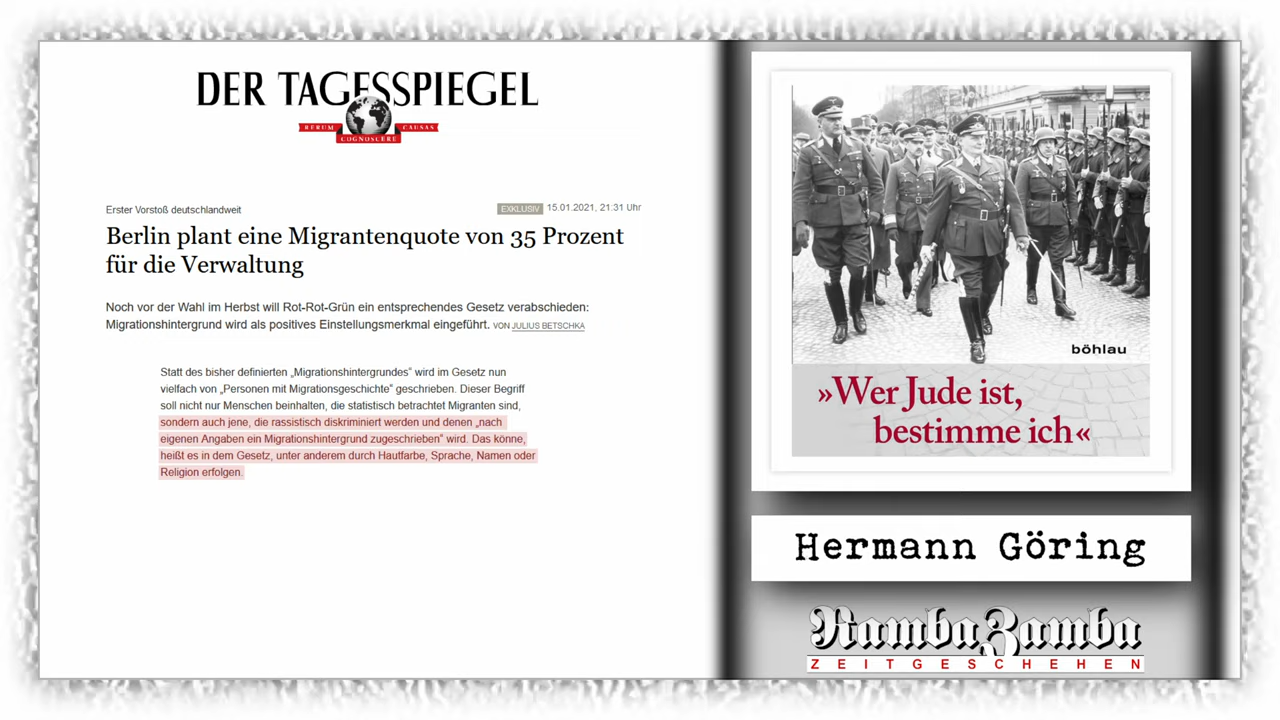 DER TAGESSPIEGEL
RERUM CAUSAS
COGNOSCERE
Erster Vorstoß deutschlandweit
EXKLUSIV 15.01.2021, 21:31 Uhr
Berlin plant eine Migrantenquote von 35 Prozent
für die Verwaltung
Noch vor der Wahl im Herbst will Rot-Rot-Grün ein entsprechendes Gesetz verabschieden:
Migrationshintergrund wird als positives Einstellungsmerkmal eingeführt. VON JULIUS BETSCHKA
Statt des bisher definierten „Migrationshintergrundes“ wird im Gesetz nun
vielfach von „Personen mit Migrationsgeschichte“ geschrieben. Dieser Begriff
soll nicht nur Menschen beinhalten, die statistisch betrachtet Migranten sind,
sondern auch jene, die rassistisch diskriminiert werden und denen „nach
eigenen Angaben ein Migrationshintergrund zugeschrieben“ wird. Das könne,
heißt es in dem Gesetz, unter anderem durch Hautfarbe, Sprache, Namen oder
Religion erfolgen.
böhlau
»Wer Jude ist,
bestimme ich«
Hermann Göring
Ramba Zamba
ZEITGESCHEHEN